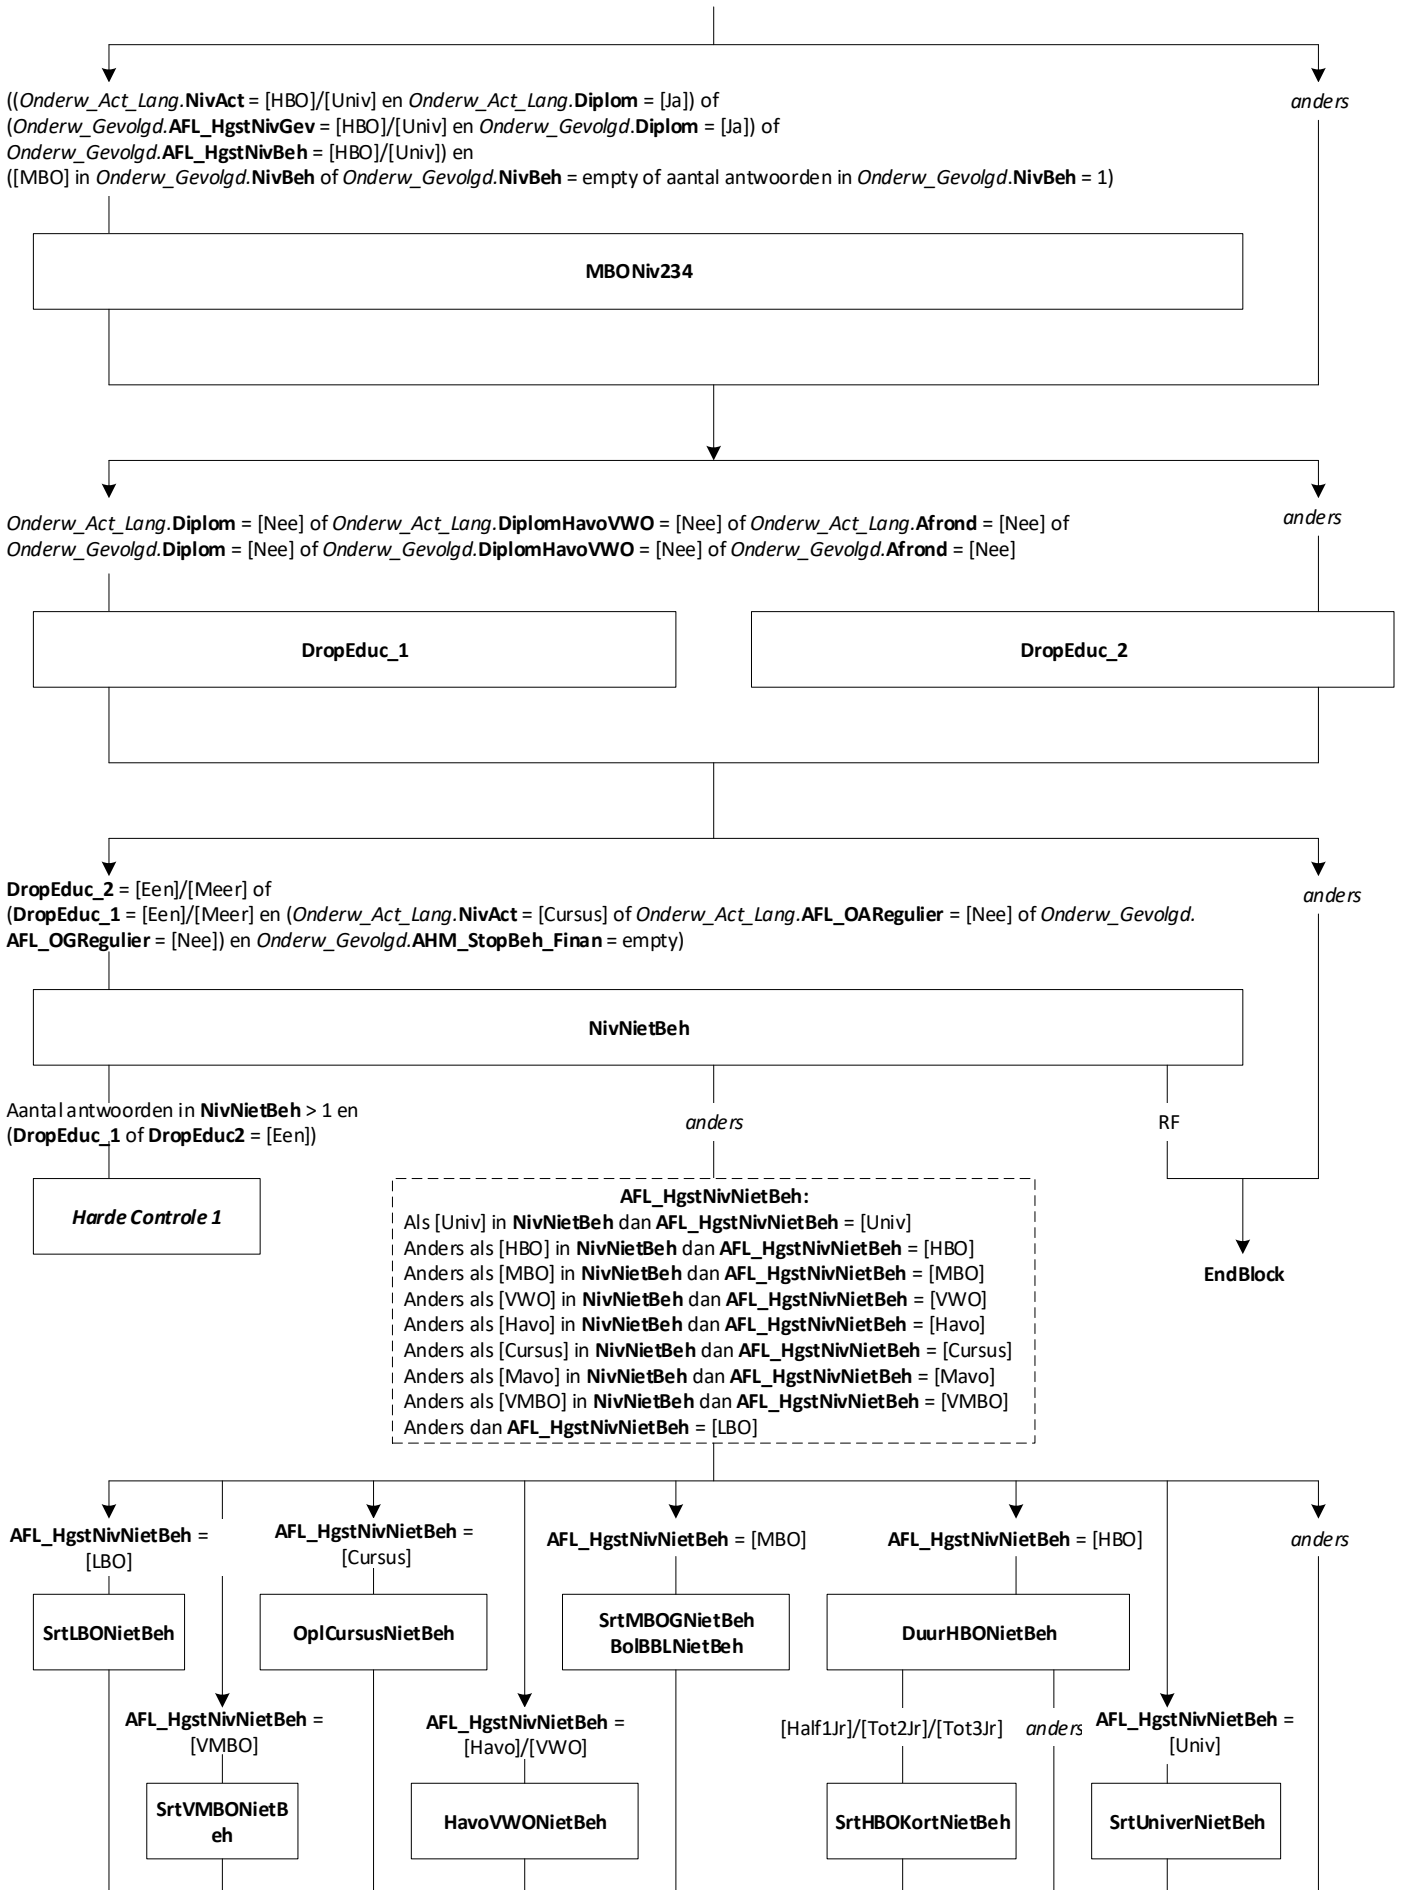 ((Onderw_Act_Lang.NivAct = [HBO]/[Univ] en Onderw_Act_Lang.Diplom = [Ja]) of
(Onderw_Gevolgd.AFL_HgstNivGev = [HBO]/[Univ] en Onderw_Gevolgd.Diplom = [Ja]) of
Onderw_Gevolgd.AFL_HgstNivBeh = [HBO]/[Univ]) en
([MBO] in Onderw_Gevolgd.NivBeh of Onderw_Gevolgd.NivBeh = empty of aantal antwoorden in Onderw_Gevolgd.NivBeh = 1)
anders
MBONiv234
Onderw_Act_Lang.Diplom = [Nee] of Onderw_Act_Lang.DiplomHavoVWO = [Nee] of Onderw_Act_Lang.Afrond = [Nee] of
Onderw_Gevolgd.Diplom = [Nee] of Onderw_Gevolgd.DiplomHavoVWO = [Nee] of Onderw_Gevolgd.Afrond = [Nee]
anders
DropEduc_1
DropEduc_2
DropEduc_2 = [Een]/[Meer] of
(DropEduc_1 = [Een]/[Meer] en (Onderw_Act_Lang.NivAct = [Cursus] of Onderw_Act_Lang.AFL_OARegulier = [Nee] of Onderw_Gevolgd.
AFL_OGRegulier = [Nee]) en Onderw_Gevolgd.AHM_StopBeh_Finan = empty)
anders
NivNietBeh
Aantal antwoorden in NivNietBeh > 1 en
(DropEduc_1 of DropEduc2 = [Een])
anders
RF
Harde Controle 1
AFL_HgstNivNietBeh:
Als [Univ] in NivNietBeh dan AFL_HgstNivNietBeh = [Univ]
Anders als [HBO] in NivNietBeh dan AFL_HgstNivNietBeh = [HBO]
Anders als [MBO] in NivNietBeh dan AFL_HgstNivNietBeh = [MBO]
Anders als [VWO] in NivNietBeh dan AFL_HgstNivNietBeh = [VWO]
Anders als [Havo] in NivNietBeh dan AFL_HgstNivNietBeh = [Havo]
Anders als [Cursus] in NivNietBeh dan AFL_HgstNivNietBeh = [Cursus]
Anders als [Mavo] in NivNietBeh dan AFL_HgstNivNietBeh = [Mavo]
Anders als [VMBO] in NivNietBeh dan AFL_HgstNivNietBeh = [VMBO]
Anders dan AFL_HgstNivNietBeh = [LBO]
EndBlock
AFL_HgstNivNietBeh =
[LBO]
AFL_HgstNivNietBeh =
[Cursus]
AFL_HgstNivNietBeh = [MBO]
AFL_HgstNivNietBeh = [HBO]
anders
SrtLBONietBeh
OplCursusNietBeh
SrtMBOGNietBeh
BolBBLNietBeh
DuurHBONietBeh
AFL_HgstNivNietBeh =
[VMBO]
AFL_HgstNivNietBeh =
[Havo]/[VWO]
[Half1Jr]/[Tot2Jr]/[Tot3Jr]
anders
AFL_HgstNivNietBeh =
[Univ]
SrtVMBONietB
eh
HavoVWONietBeh
SrtHBOKortNietBeh
SrtUniverNietBeh